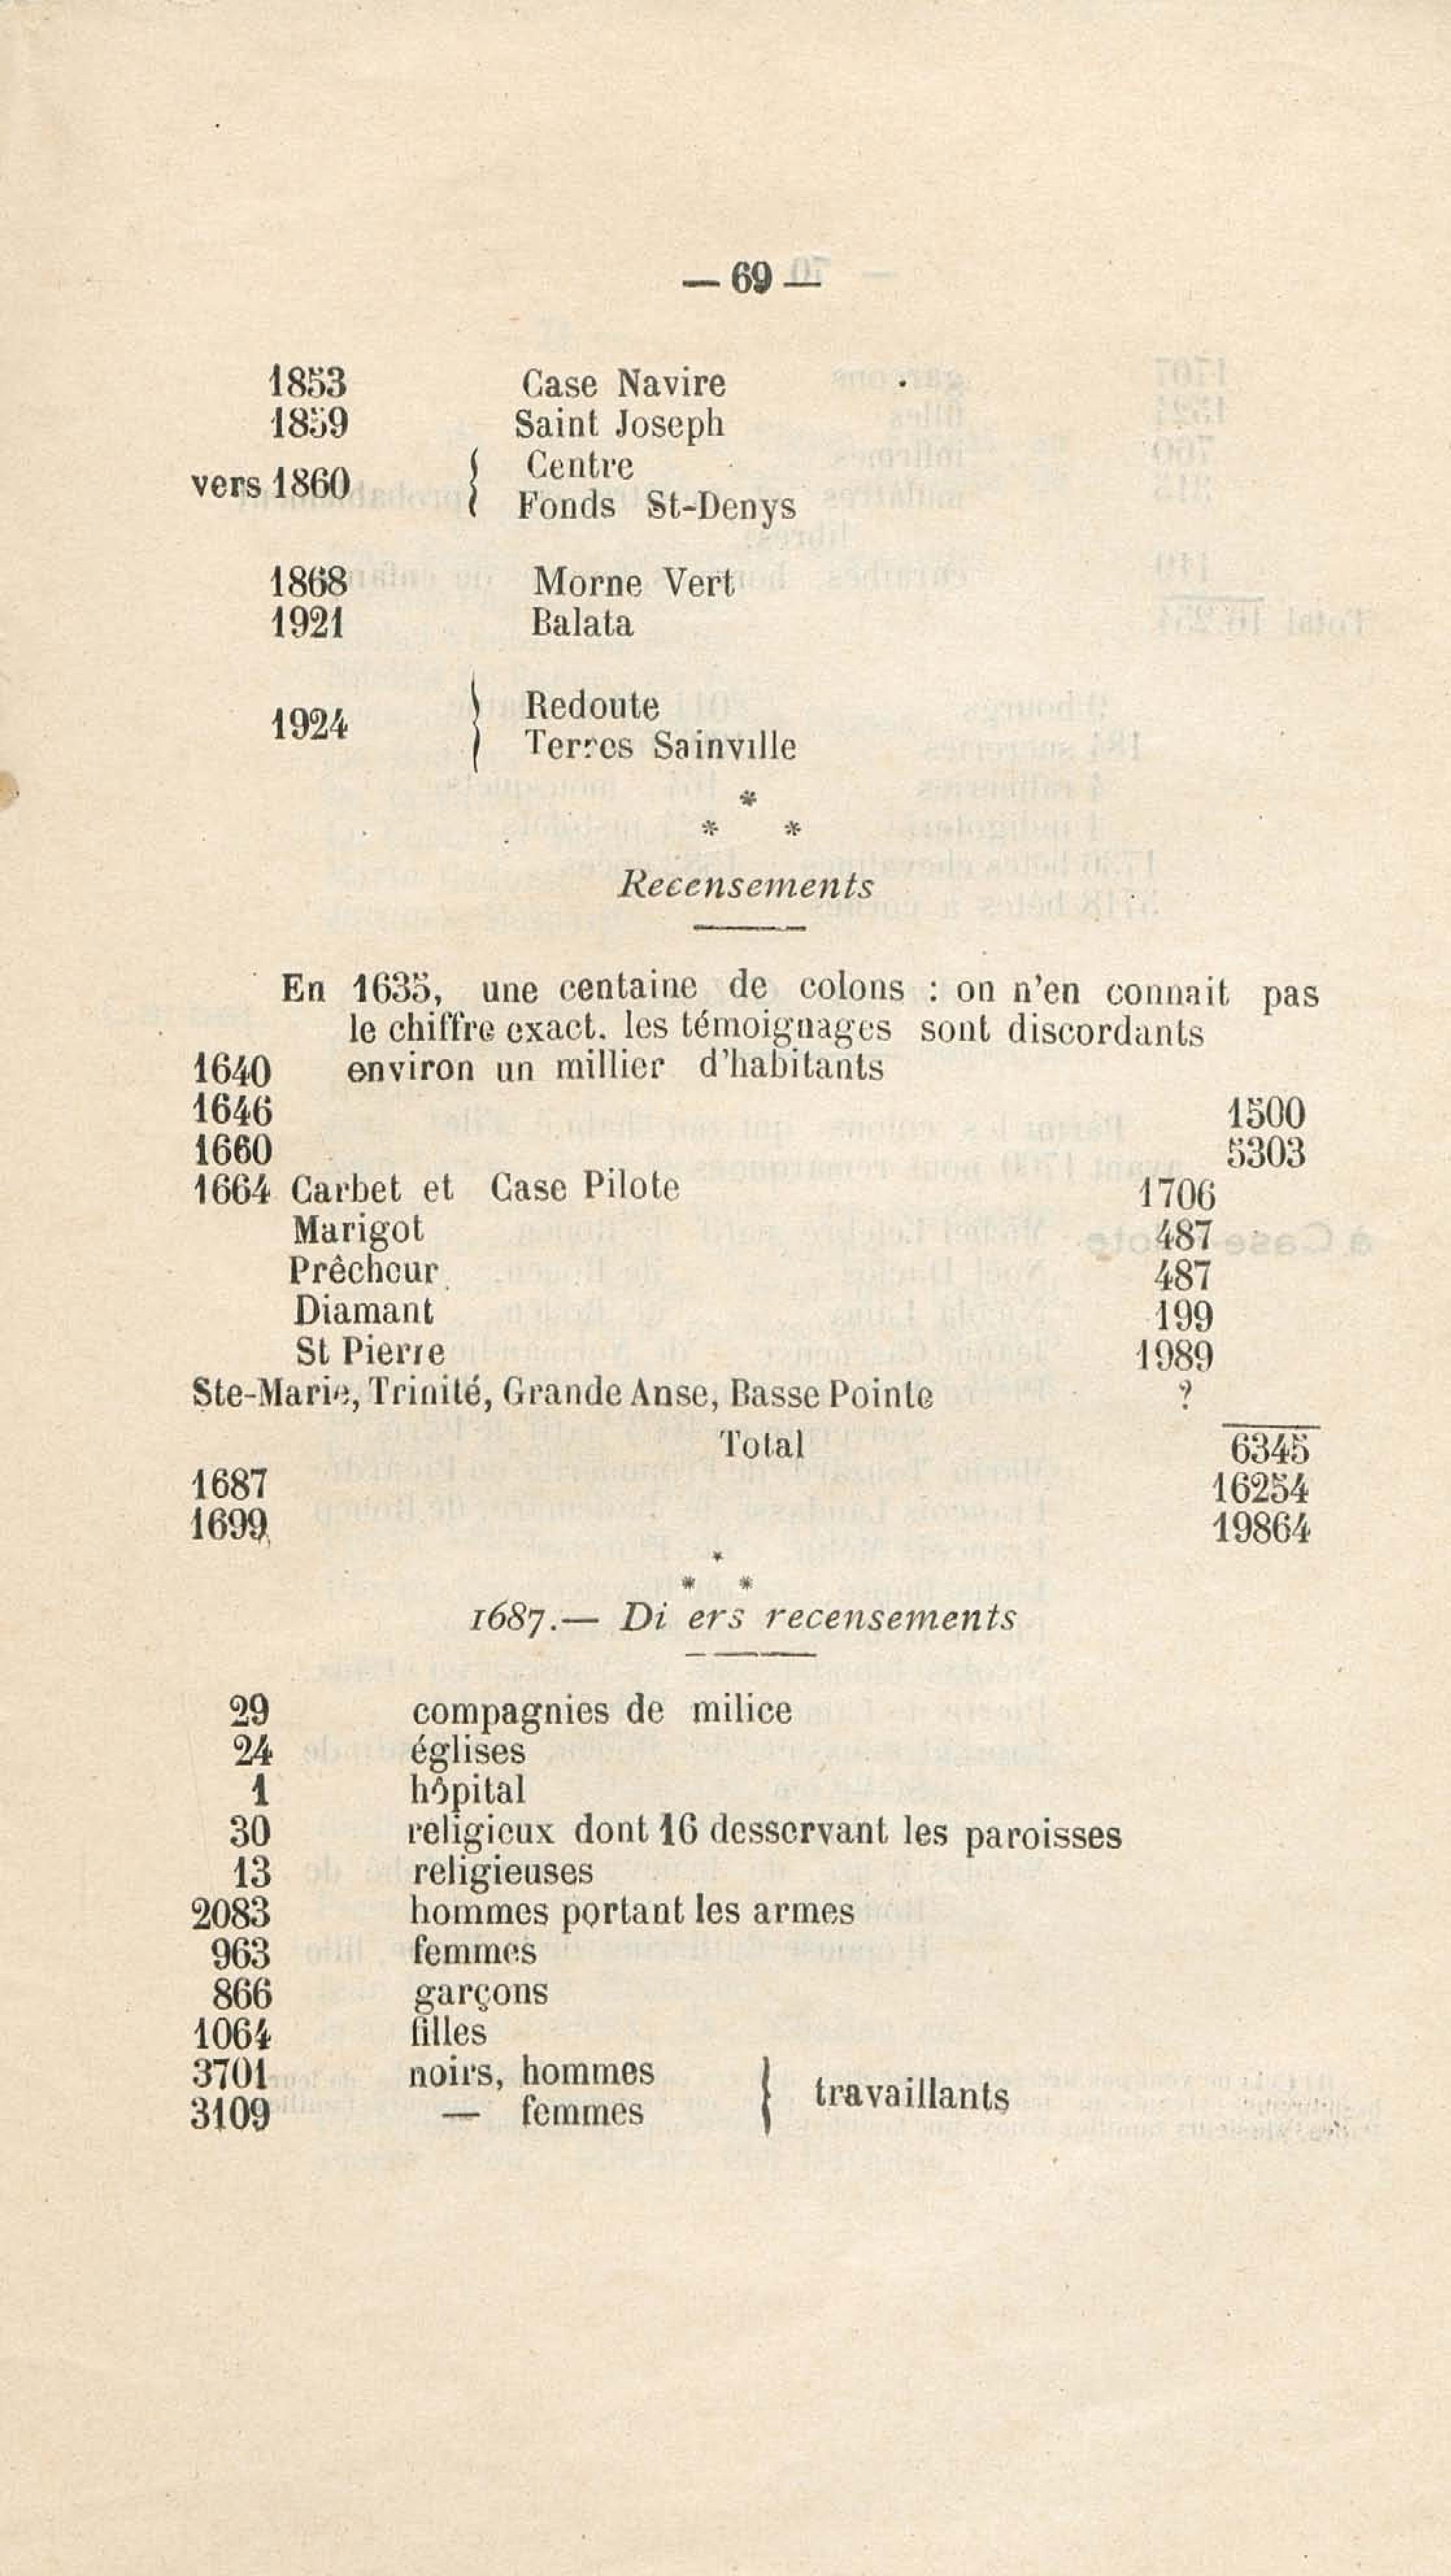 — 69 —
1853 Case Navire
1859 Saint Joseph
vers 1860 { Centre
Fonds St-Denys
1868 Morne Vert
1921 Balata
1924 } Redoute
Terres Sainville
*
* *
Recensements
En 1635, une centaine de colons : on n'en connait pas
le chiffre exact. les témoignages sont discordants
1640 environ un millier d'habitants
1646 1500
1660 5303
1664 Carbet et Case Pilote 1706
Marigot 487
Prêcheur 487
Diamant 199
St Pierre 1989
Ste-Marie, Trinité, Grande Anse, Basse Pointe ?
Total 6345
1687 16254
1699 19864
*
* *
1687.— Di ers recensements
29 compagnies de milice
24 églises
1 hôpital
30 religieux dont 16 desservant les paroisses
13 religieuses
2083 hommes portant les armes
963 femmes
866 garçons
1064 filles
3701 noirs, hommes } travaillants
3109 — femmes